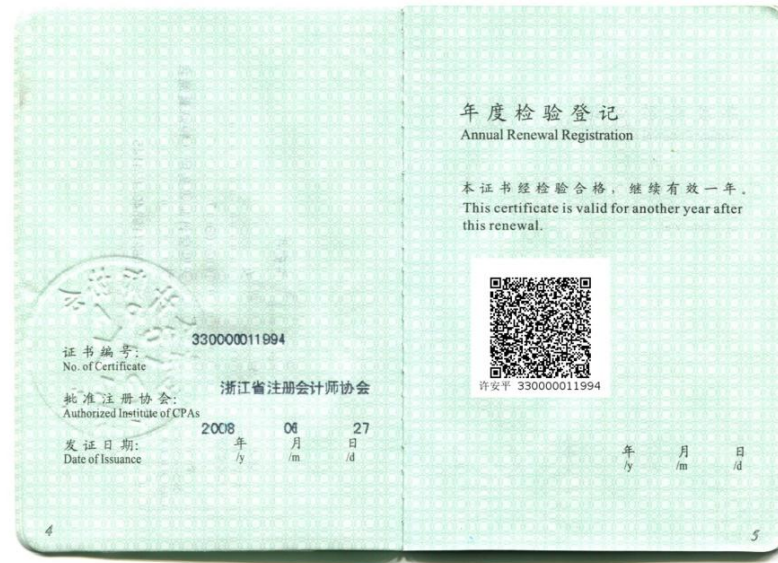 330000011994
证书编号:
No. of Certificate
浙江省注册会计师协会
批准注册协会:
Authorized Institute of CPAs
2008 06 27
发证日期: 年 月 日
Date of Issuance /y /m /d
4
年度检验登记
Annual Renewal Registration
本证书经检验合格，继续有效一年。
This certificate is valid for another year after
this renewal.
许安平 330000011994
年 月 日
/y /m /d
5